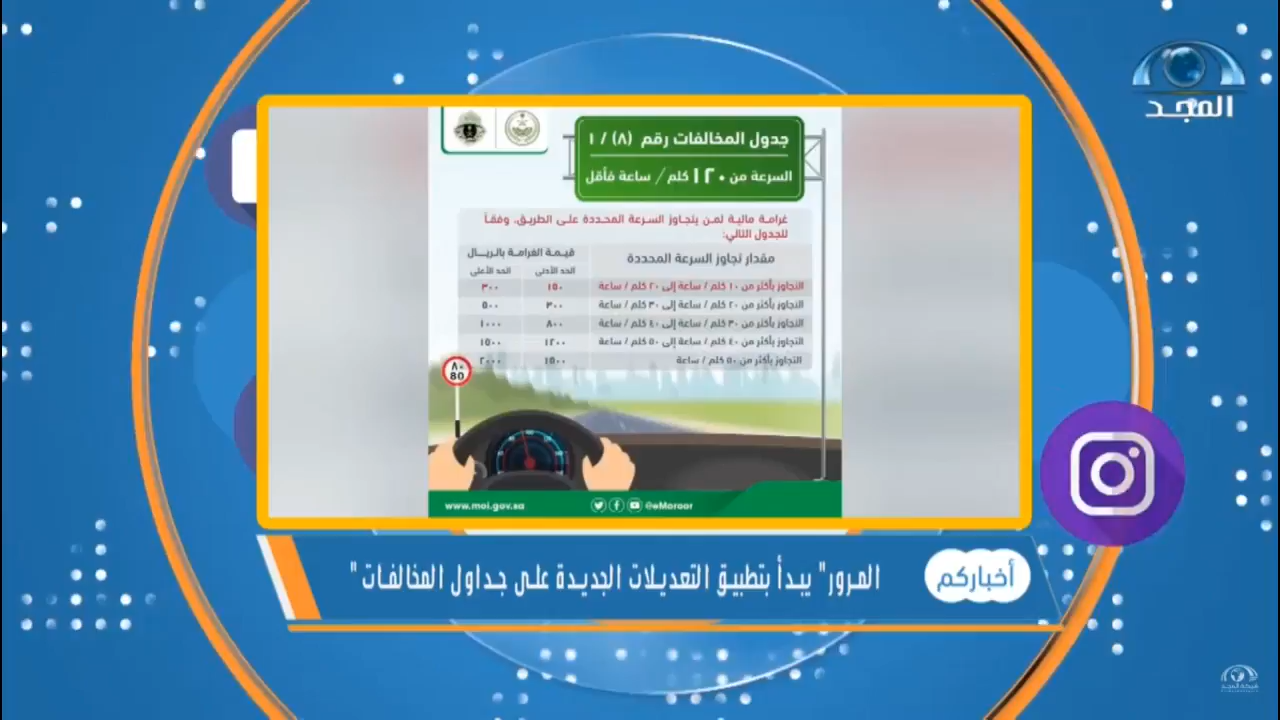 المجد
جدول المخالفات رقم (٨) / ١
السرعة من ١٢٠ كلم / ساعة فأقل
غرامة مالية لمن يتجاوز السرعة المحددة على الطريق، وفقاً
للجدول التالي:
مقدار تجاوز السرعة المحددة قيمة الغرامة بالريال
الحد الأدنى الحد الأعلى
التجاوز بأكثر من ١٠ كلم / ساعة إلى ٢٠ كلم / ساعة ١٥٠ ٣٠٠
التجاوز بأكثر من ٢٠ كلم / ساعة إلى ٣٠ كلم / ساعة ٣٠٠ ٥٠٠
التجاوز بأكثر من ٣٠ كلم / ساعة إلى ٤٠ كلم / ساعة ٨٠٠ ١٠٠٠
التجاوز بأكثر من ٤٠ كلم / ساعة إلى ٥٠ كلم / ساعة ١٢٠٠ ١٥٠٠
التجاوز بأكثر من ٥٠ كلم / ساعة ١٥٠٠ ٢٠٠٠
٨٠
80
www.moi.gov.sa @eMoroor
أخباركم
المرور" يبدأ بتطبيق التعديلات الجديدة على جداول المخالفات "
شبكة المجد